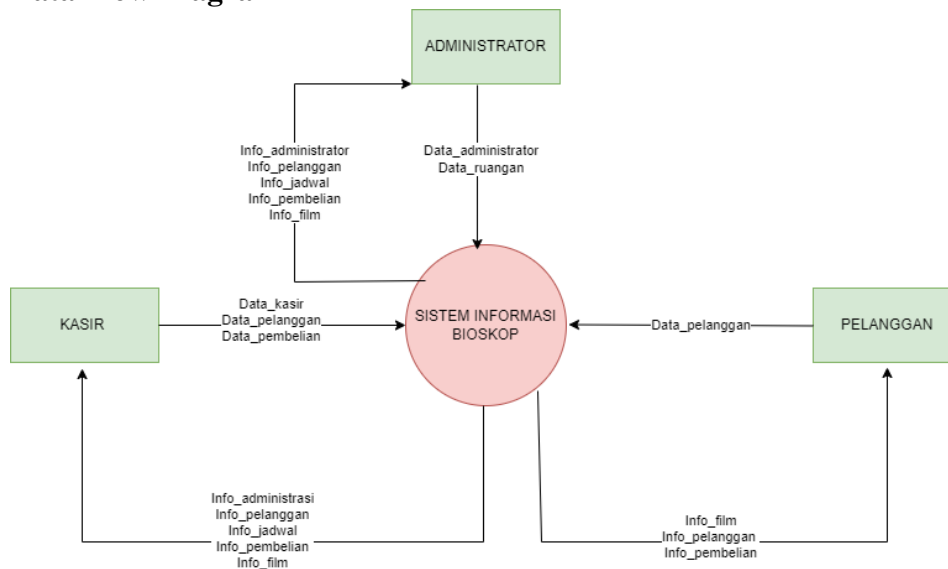 ADMINISTRATOR
Info_administrator
Info_pelanggan
Info_jadwal
Info_pembelian
Info_film
Data_administrator
Data_ruangan
KASIR
Data_kasir
Data_pelanggan
Data_pembelian
SISTEM INFORMASI
BIOSKOP
Data_pelanggan
PELANGGAN
Info_administrasi
Info_pelanggan
Info_jadwal
Info_pembelian
Info_film
Info_film
Info_pelanggan
Info_pembelian